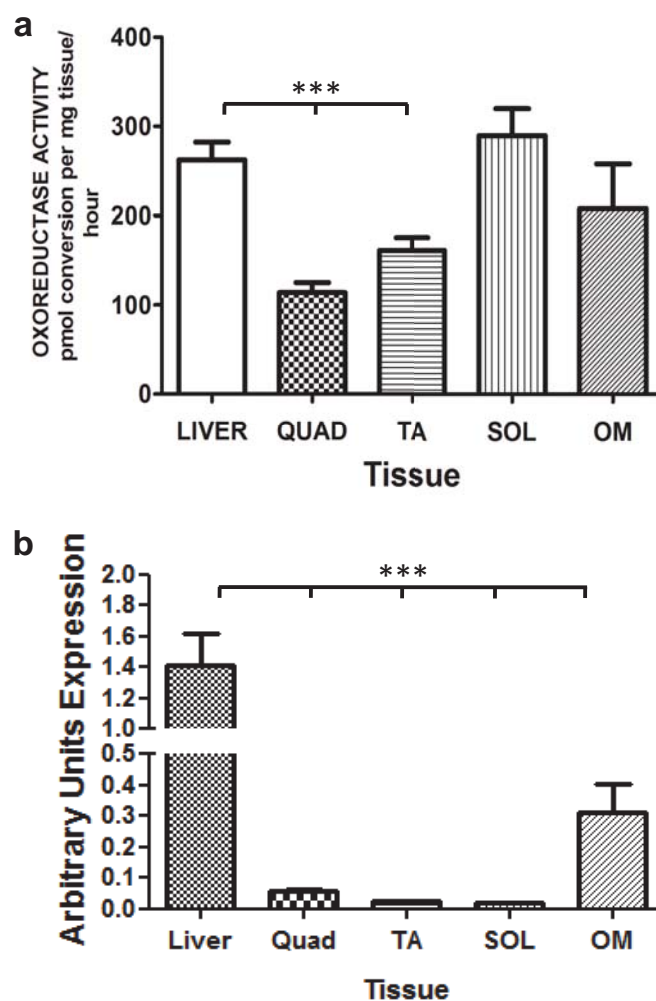 a
OXOREDUCTASE ACTIVITY
pmol conversion per mg tissue/
hour
400
300
200
100
0
***
LIVER QUAD TA SOL OM
Tissue
b
Arbitrary Units Expression
2.0
1.8
1.6
1.4
1.2
1.0
0.5
0.4
0.3
0.2
0.1
0.0
***
Liver Quad TA SOL OM
Tissue